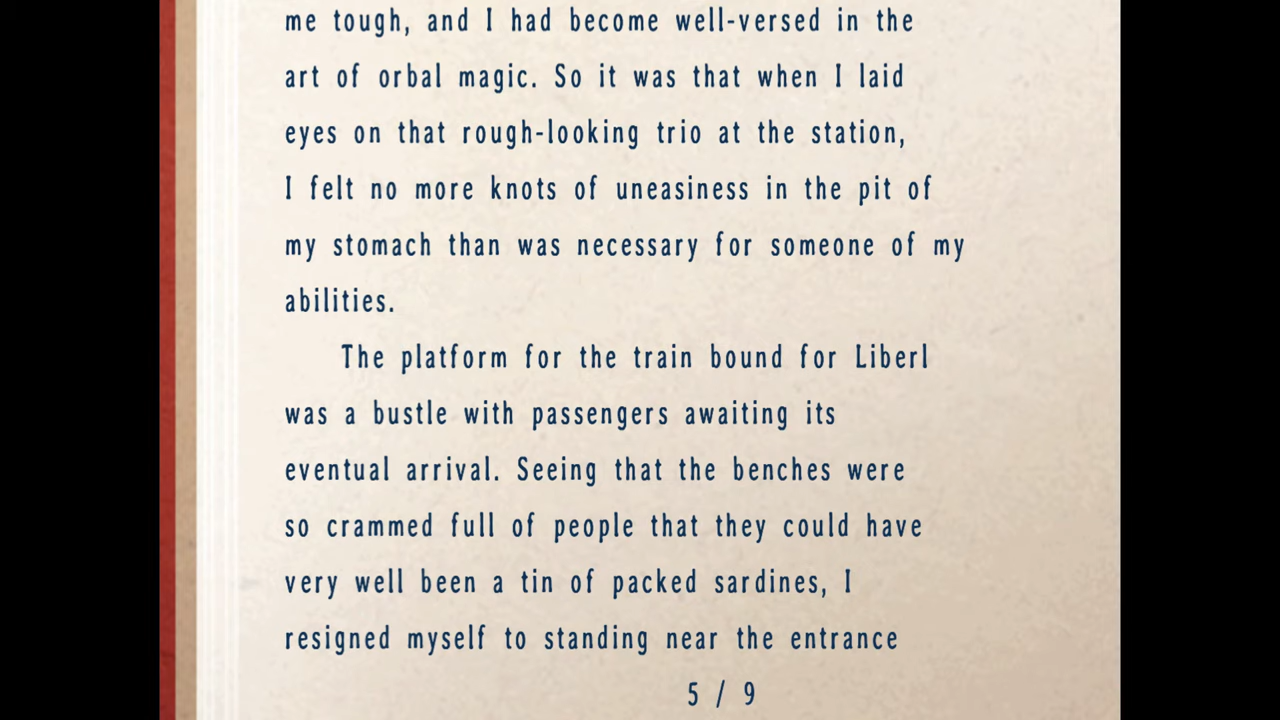 me tough, and I had become well-versed in the
art of orbal magic. So it was that when I laid
eyes on that rough-looking trio at the station,
I felt no more knots of uneasiness in the pit of
my stomach than was necessary for someone of my
abilities.
The platform for the train bound for Liberl
was a bustle with passengers awaiting its
eventual arrival. Seeing that the benches were
so crammed full of people that they could have
very well been a tin of packed sardines, I
resigned myself to standing near the entrance
5 / 9